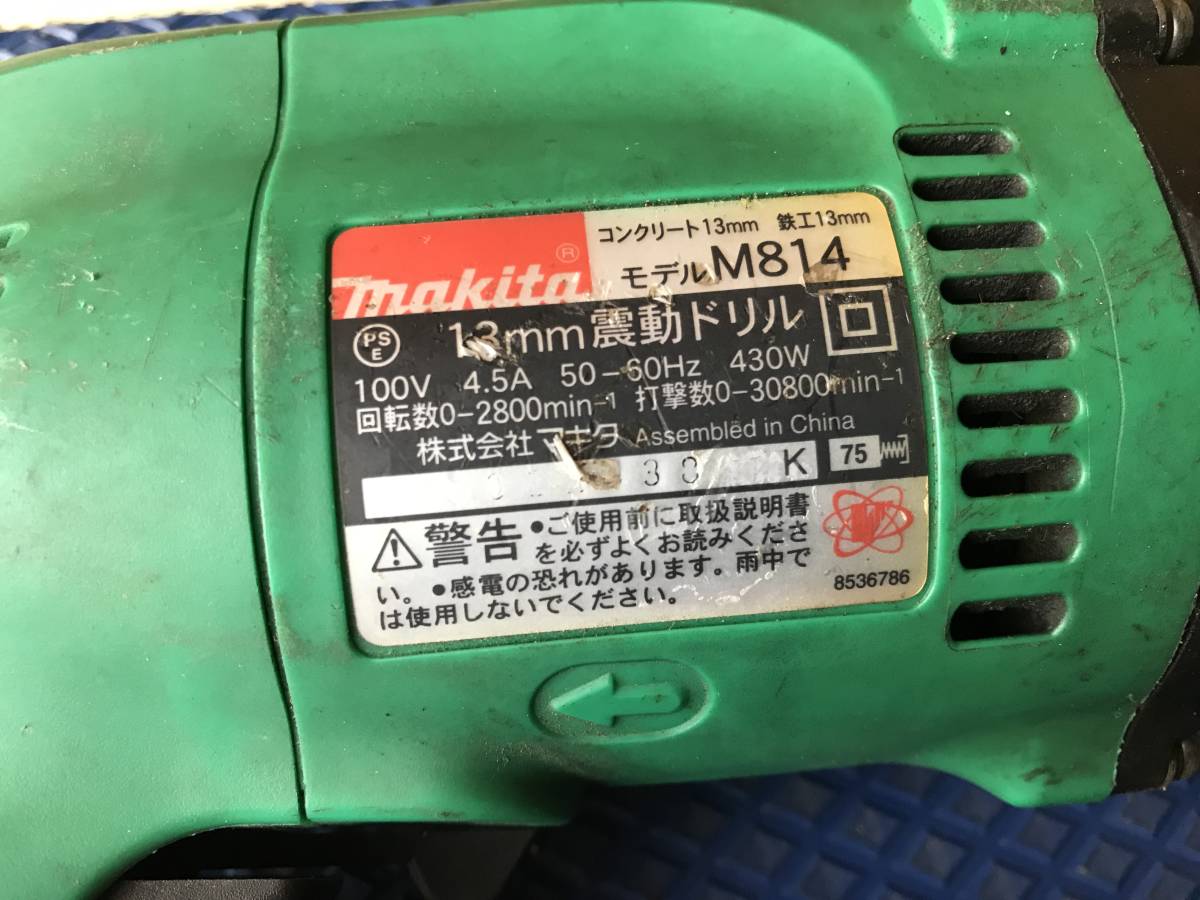 コンクリート13mm 鉄工13mm
makita®
モデルM814
PSE
13mm震動ドリル
100V 4.5A 50-60Hz 430W
回転数0-2800min-1 打撃数0-30800min-1
株式会社マキタ Assembled in China
38 K 75
警告 •ご使用前に取扱説明書
を必ずよくお読みくださ
い。•感電の恐れがあります。雨中で
は使用しないでください。
8536786